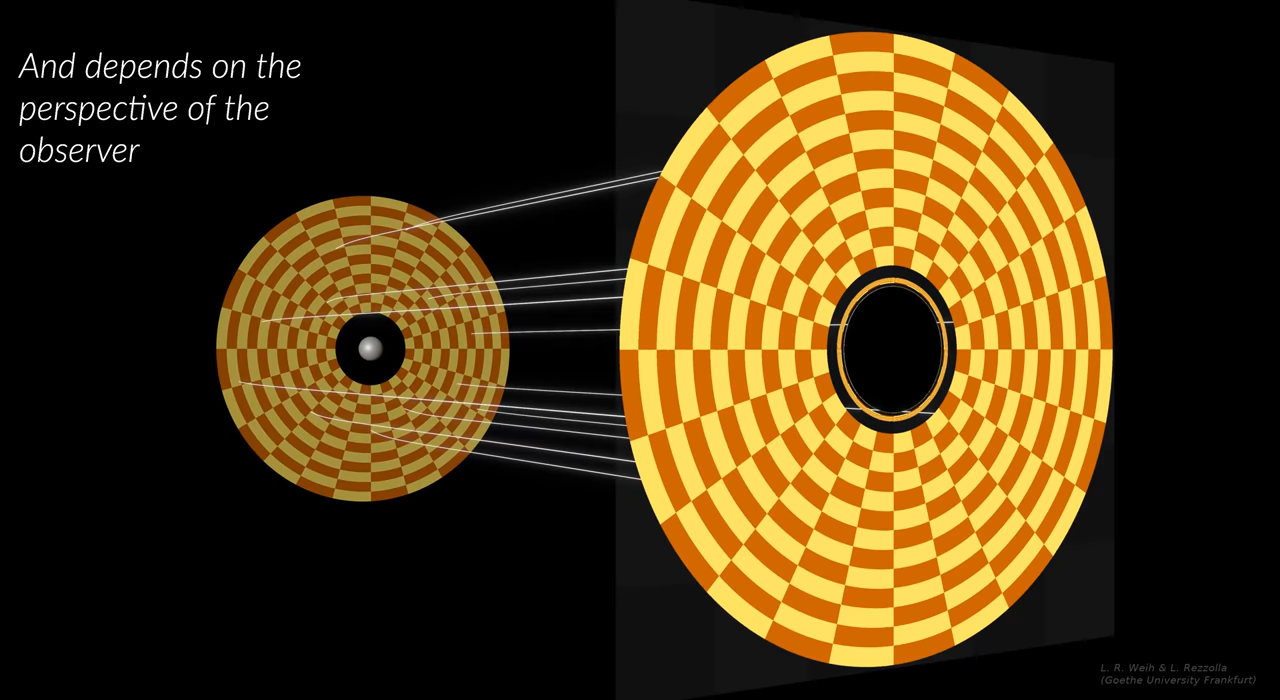 And depends on the
perspective of the
observer
L. R. Weih & L. Rezzolla
(Goethe University Frankfurt)